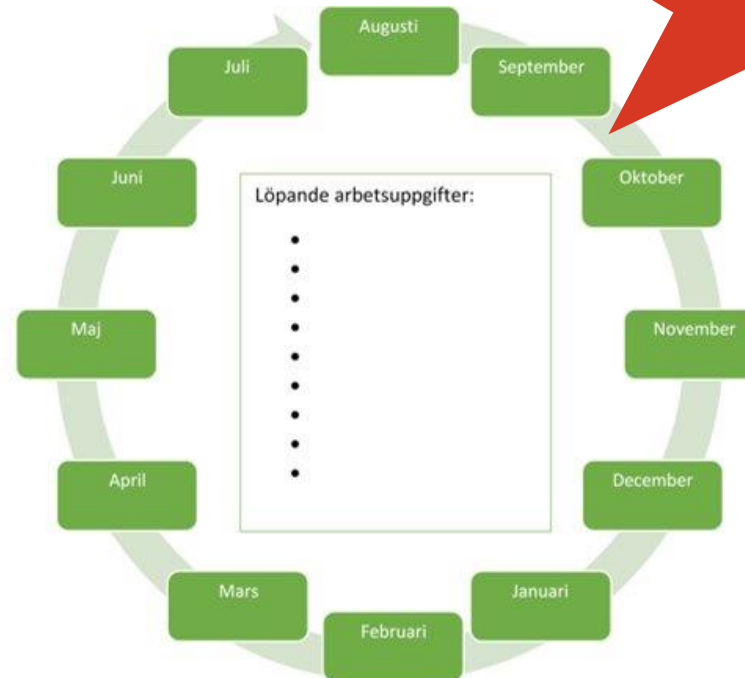 Augusti
September
Oktober
November
December
Januari
Februari
Mars
April
Maj
Juni
Juli
Löpande arbetsuppgifter: